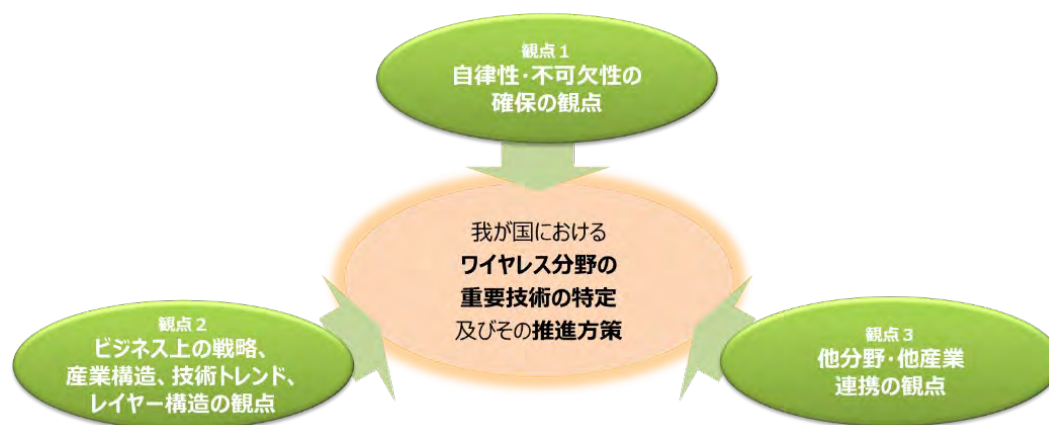 観点１
自律性･不可欠性の
確保の観点
我が国における
ワイヤレス分野の
重要技術の特定
及びその推進方策
観点２
ビジネス上の戦略、
産業構造、技術トレンド、
レイヤー構造の観点
観点３
他分野･他産業
連携の観点